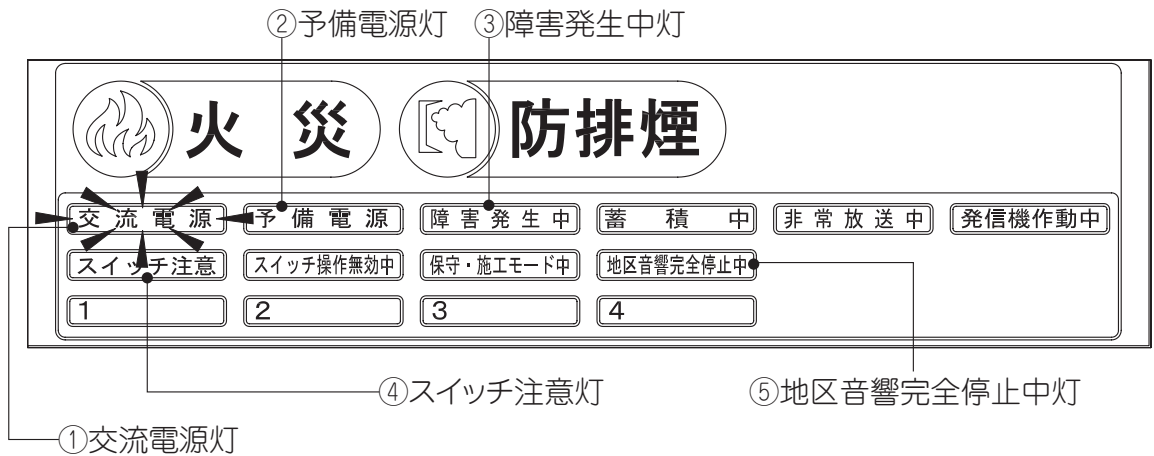 ②予備電源灯 ③障害発生中灯
火災 防排煙
交流電源 予備電源 障害発生中 蓄積中 非常放送中 発信機作動中
スイッチ注意 スイッチ操作無効中 保守・施工モード中 地区音響完全停止中
1 2 3 4
④スイッチ注意灯 ⑤地区音響完全停止中灯
①交流電源灯